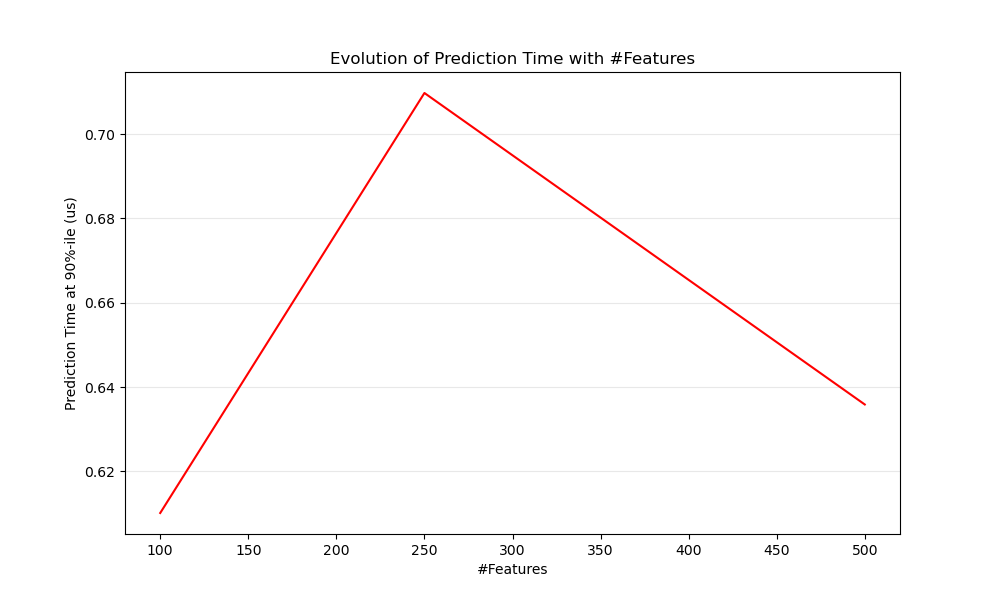 Evolution of Prediction Time with #Features
Prediction Time at 90%-ile (us)
0.70
0.68
0.66
0.64
0.62
100 150 200 250 300 350 400 450 500
#Features